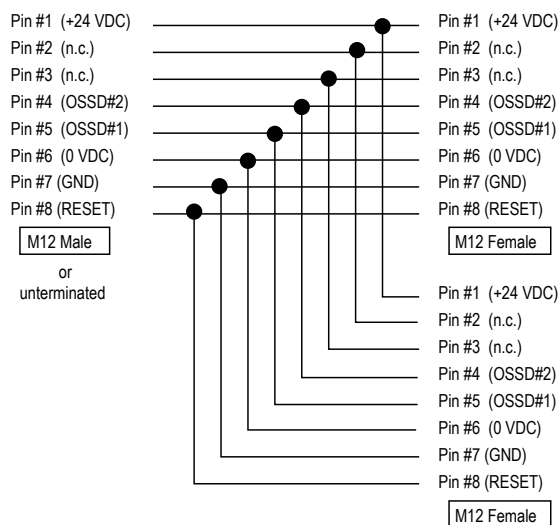 Pin #1 (+24 VDC)
Pin #2 (n.c.)
Pin #3 (n.c.)
Pin #4 (OSSD#2)
Pin #5 (OSSD#1)
Pin #6 (0 VDC)
Pin #7 (GND)
Pin #8 (RESET)
M12 Male
or
unterminated
Pin #1 (+24 VDC)
Pin #2 (n.c.)
Pin #3 (n.c.)
Pin #4 (OSSD#2)
Pin #5 (OSSD#1)
Pin #6 (0 VDC)
Pin #7 (GND)
Pin #8 (RESET)
M12 Female
Pin #1 (+24 VDC)
Pin #2 (n.c.)
Pin #3 (n.c.)
Pin #4 (OSSD#2)
Pin #5 (OSSD#1)
Pin #6 (0 VDC)
Pin #7 (GND)
Pin #8 (RESET)
M12 Female